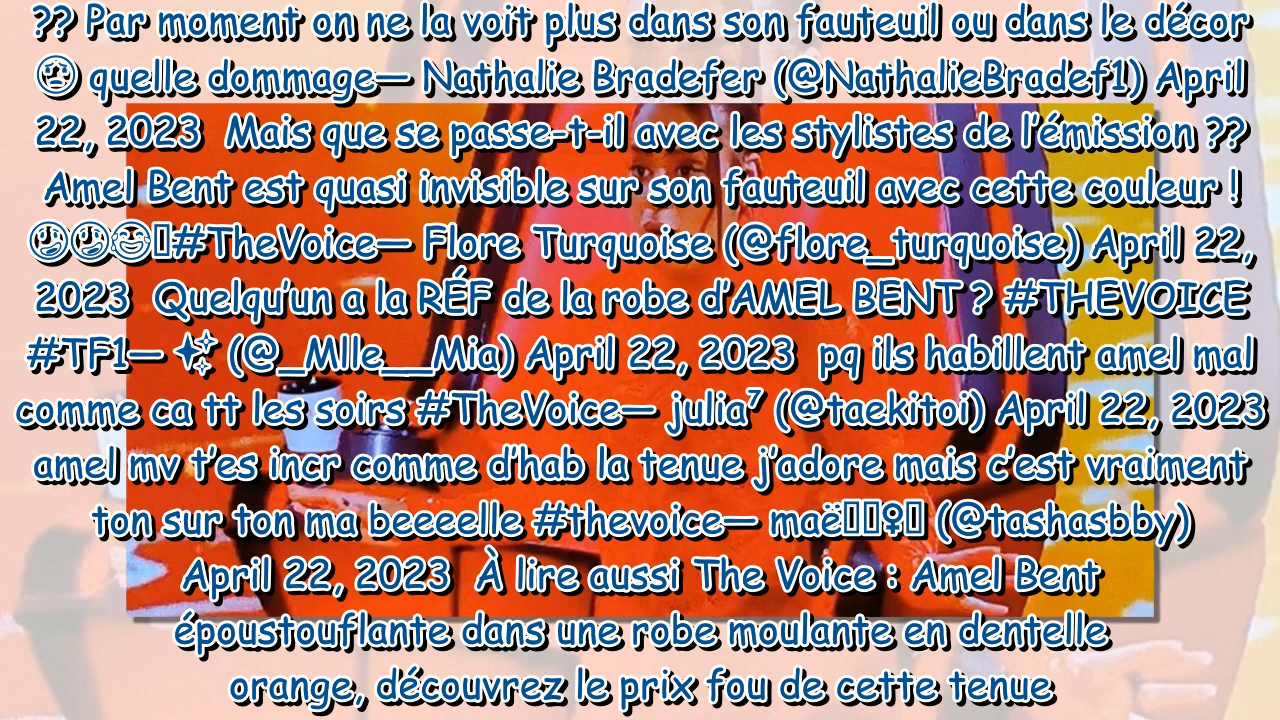 ?? Par moment on ne la voit plus dans son fauteuil ou dans le décor
😢 quelle dommage— Nathalie Bradefer (@NathalieBradef1) April
22, 2023 Mais que se passe-t-il avec les stylistes de l'émission ??
Amel Bent est quasi invisible sur son fauteuil avec cette couleur !
😪😪😂▯#TheVoice— Flore Turquoise (@flore_turquoise) April 22,
2023 Quelqu'un a la RÉF de la robe d'AMEL BENT ? #THEVOICE
#TF1— ✨ (@_Mlle__Mia) April 22, 2023 pq ils habillent amel mal
comme ca tt les soirs #TheVoice— julia⁷ (@taekitoi) April 22, 2023
amel mv t'es incr comme d'hab la tenue j'adore mais c'est vraiment
ton sur ton ma beeeelle #thevoice— maë▯▯♀▯ (@tashasbby)
April 22, 2023 À lire aussi The Voice : Amel Bent
époustouflante dans une robe moulante en dentelle
orange, découvrez le prix fou de cette tenue